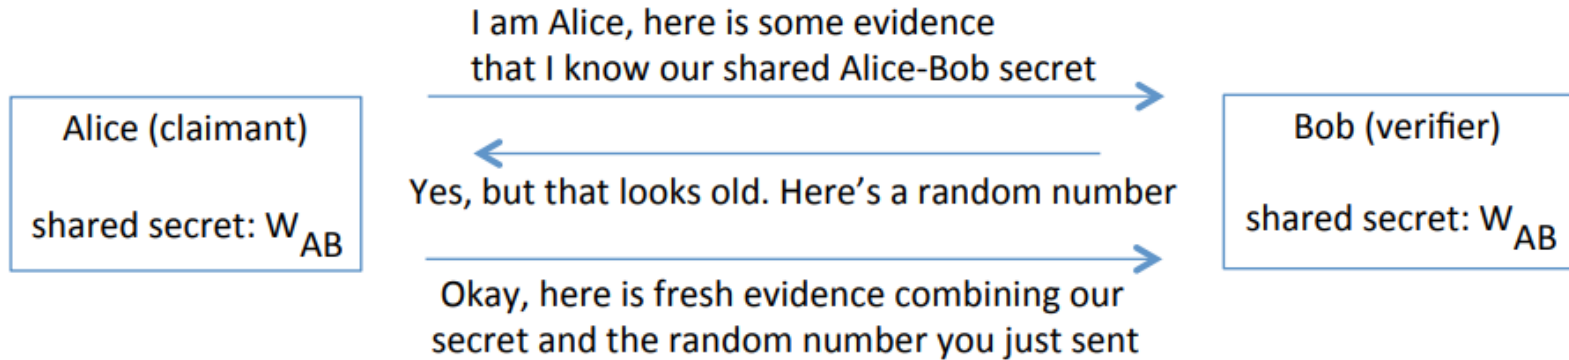 I am Alice, here is some evidence
that I know our shared Alice-Bob secret
Alice (claimant)
shared secret: W_AB
Yes, but that looks old. Here's a random number
Bob (verifier)
shared secret: W_AB
Okay, here is fresh evidence combining our
secret and the random number you just sent